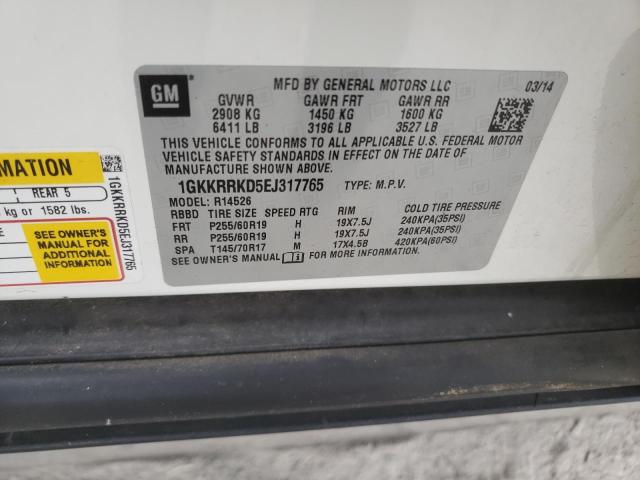 GM
MFD BY GENERAL MOTORS LLC
03/14
GVWR GAWR FRT GAWR RR
2908 KG 1450 KG 1600 KG
6411 LB 3196 LB 3527 LB
THIS VEHICLE CONFORMS TO ALL APPLICABLE U.S. FEDERAL MOTOR
VEHICLE SAFETY STANDARDS IN EFFECT ON THE DATE OF
MANUFACTURE SHOWN ABOVE.
1GKKRRKD5EJ317765 TYPE: M.P.V.
MODEL: R14526
RBBD TIRE SIZE SPEED RTG RIM COLD TIRE PRESSURE
FRT P255/60R19 H 19X7.5J 240KPA(35PSI)
RR P255/60R19 H 19X7.5J 240KPA(35PSI)
SPA T145/70R17 M 17X4.5B 420KPA(60PSI)
SEE OWNER'S MANUAL FOR MORE INFORMATION.
RMATION
REAR 5
kg or 1582 lbs.
SEE OWNER'S
MANUAL FOR
ADDITIONAL
INFORMATION
1GKKRRKD5EJ317765